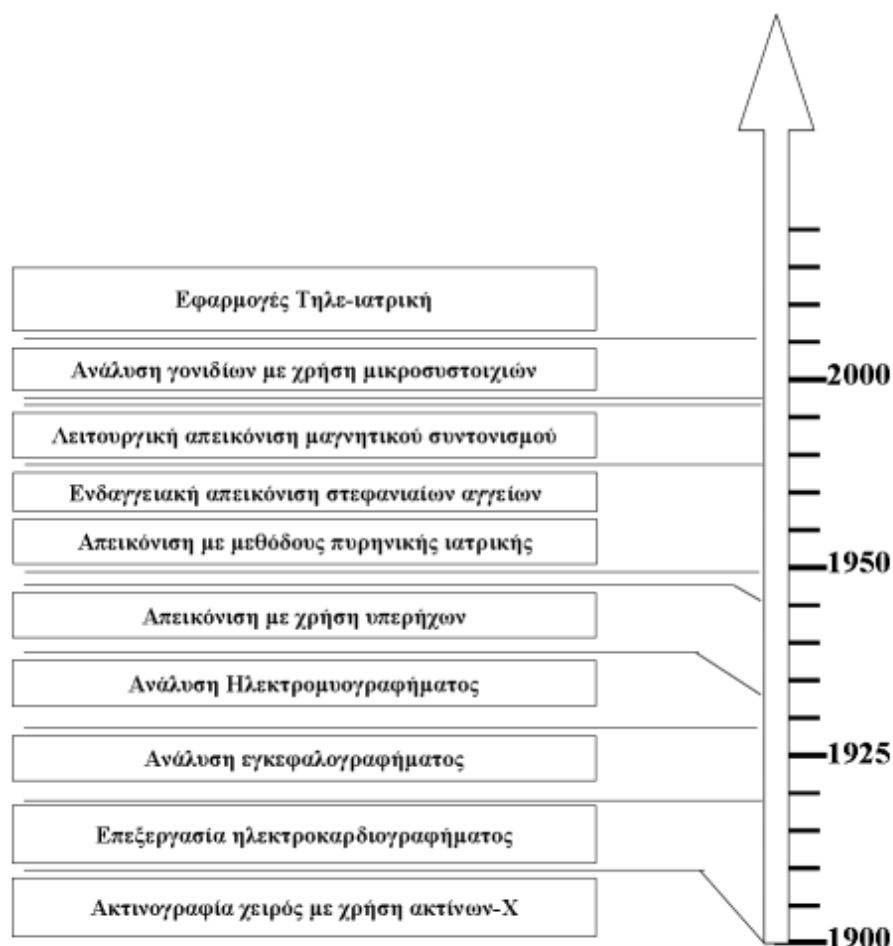 Εφαρμογές Τηλε-ιατρική
Ανάλυση γονιδίων με χρήση μικροσυστοιχιών
2000
Λειτουργική απεικόνιση μαγνητικού συντονισμού
Ενδαγγειακή απεικόνιση στεφανιαίων αγγείων
Απεικόνιση με μεθόδους πυρηνικής ιατρικής
1950
Απεικόνιση με χρήση υπερήχων
Ανάλυση Ηλεκτρομυογραφήματος
Ανάλυση εγκεφαλογραφήματος
1925
Επεξεργασία ηλεκτροκαρδιογραφήματος
Ακτινογραφία χειρός με χρήση ακτίνων-Χ
1900